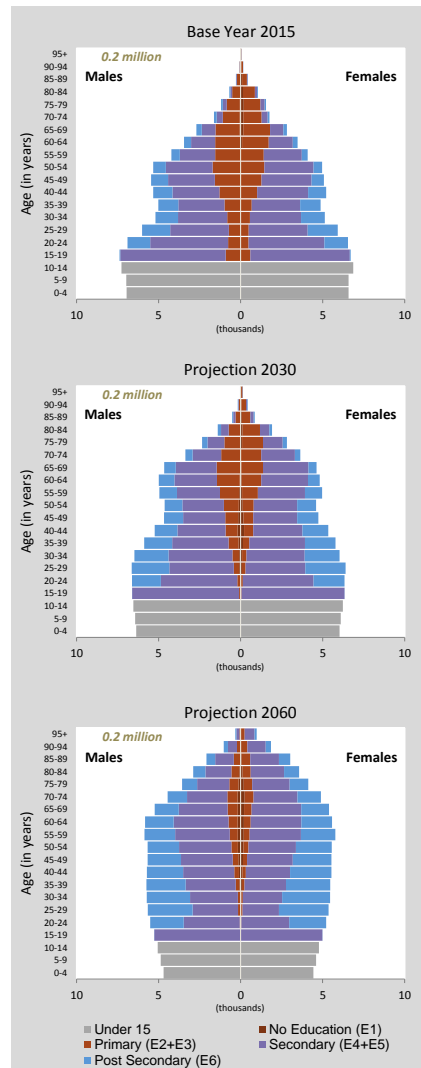 Base Year 2015
0.2 million
Males
Females
Age (in years)
95+
90-94
85-89
80-84
75-79
70-74
65-69
60-64
55-59
50-54
45-49
40-44
35-39
30-34
25-29
20-24
15-19
10-14
5-9
0-4
10 5 0 5 10
(thousands)
Projection 2030
0.2 million
Males
Females
Age (in years)
95+
90-94
85-89
80-84
75-79
70-74
65-69
60-64
55-59
50-54
45-49
40-44
35-39
30-34
25-29
20-24
15-19
10-14
5-9
0-4
10 5 0 5 10
(thousands)
Projection 2060
0.2 million
Males
Females
Age (in years)
95+
90-94
85-89
80-84
75-79
70-74
65-69
60-64
55-59
50-54
45-49
40-44
35-39
30-34
25-29
20-24
15-19
10-14
5-9
0-4
10 5 0 5 10
(thousands)
Under 15 No Education (E1)
Primary (E2+E3) Secondary (E4+E5)
Post Secondary (E6)